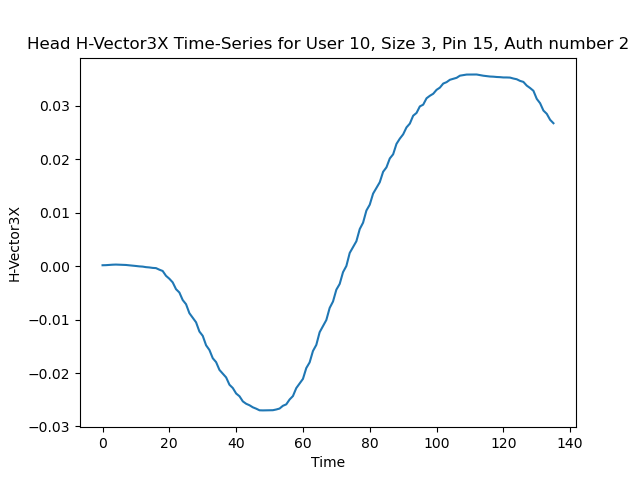 Head H-Vector3X Time-Series for User 10, Size 3, Pin 15, Auth number 2
0.03
0.02
0.01
0.00
−0.01
−0.02
−0.03
H-Vector3X
0 20 40 60 80 100 120 140
Time